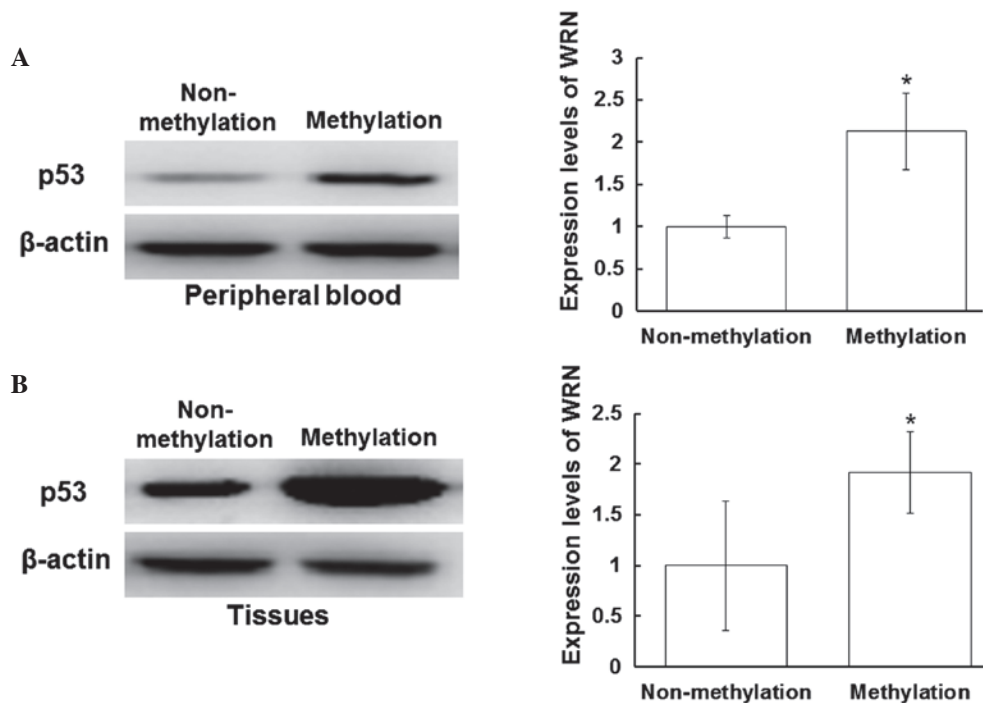 A
Non-
methylation Methylation
p53
β-actin
Peripheral blood
Expression levels of WRN
3
2.5
2
1.5
1
0.5
0
*
Non-methylation Methylation
B
Non-
methylation Methylation
p53
β-actin
Tissues
Expression levels of WRN
2.5
2
1.5
1
0.5
0
*
Non-methylation Methylation